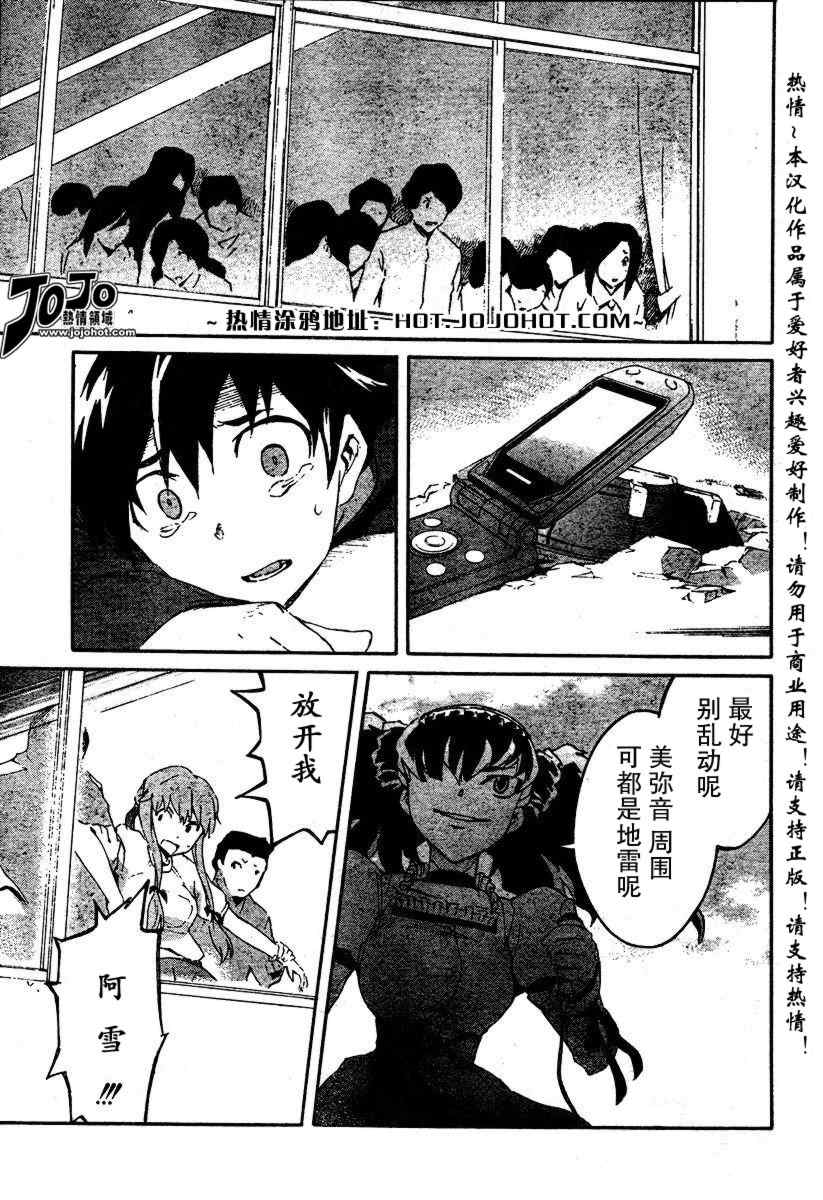 JOJO
熱情領域
www.jojohot.com
~热情涂鸦地址：HOT.JOJOHOT.COM~
热情~本汉化作品属于爱好者兴趣爱好制作！请勿用于商业用途！请支持正版！请支持热情！
最好
别乱动呢
美弥音 周围
可都是地雷呢
放开我
阿雪!!!